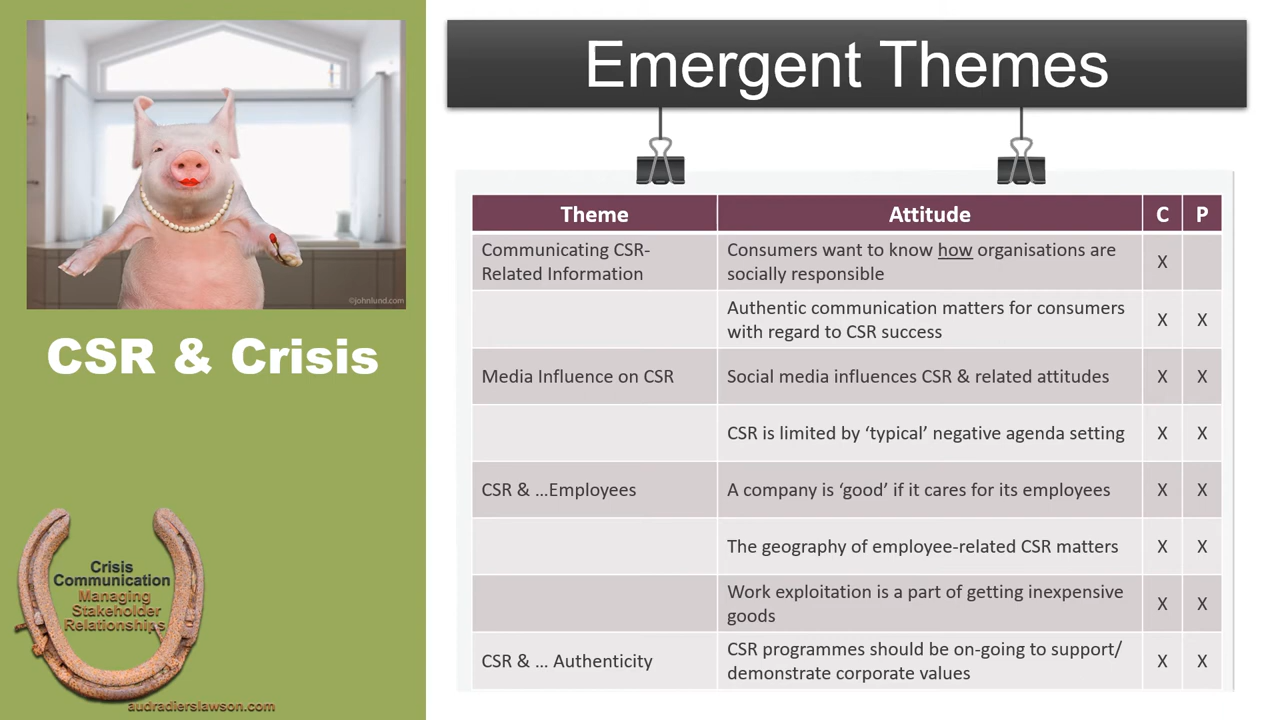 ©johnlund.com
CSR & Crisis
Crisis
Communication
Managing
Stakeholder
Relationships
audradierslawson.com
Emergent Themes
Theme Attitude C P
Communicating CSR-
Related Information
Consumers want to know how organisations are
socially responsible
X
Authentic communication matters for consumers
with regard to CSR success
X X
Media Influence on CSR Social media influences CSR & related attitudes X X
CSR is limited by ‘typical’ negative agenda setting X X
CSR & …Employees A company is ‘good’ if it cares for its employees X X
The geography of employee-related CSR matters X X
Work exploitation is a part of getting inexpensive
goods
X X
CSR & … Authenticity CSR programmes should be on-going to support/
demonstrate corporate values
X X